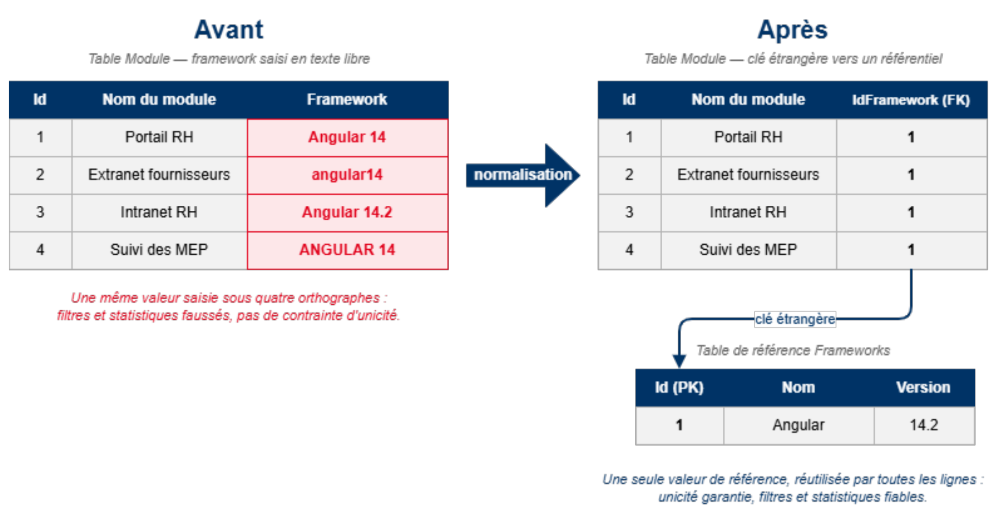 Avant
Table Module — framework saisi en texte libre
Id Nom du module Framework
1 Portail RH Angular 14
2 Extranet fournisseurs angular14
3 Intranet RH Angular 14.2
4 Suivi des MEP ANGULAR 14
Une même valeur saisie sous quatre orthographes :
filtres et statistiques faussés, pas de contrainte d'unicité.
normalisation
Après
Table Module — clé étrangère vers un référentiel
Id Nom du module IdFramework (FK)
1 Portail RH 1
2 Extranet fournisseurs 1
3 Intranet RH 1
4 Suivi des MEP 1
clé étrangère
Table de référence Frameworks
Id (PK) Nom Version
1 Angular 14.2
Une seule valeur de référence, réutilisée par toutes les lignes :
unicité garantie, filtres et statistiques fiables.